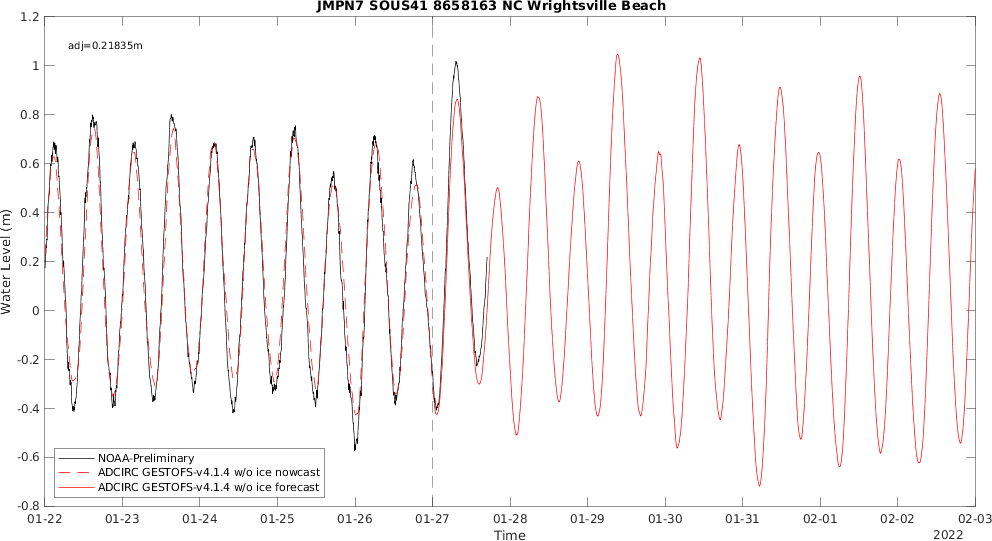 JMPN7 SOUS41 8658163 NC Wrightsville Beach
adj=0.21835m
Water Level (m)
1.2
1
0.8
0.6
0.4
0.2
0
-0.2
-0.4
-0.6
-0.8
NOAA-Preliminary
ADCIRC GESTOFS-v4.1.4 w/o ice nowcast
ADCIRC GESTOFS-v4.1.4 w/o ice forecast
01-22 01-23 01-24 01-25 01-26 01-27 01-28 01-29 01-30 01-31 02-01 02-02 02-03
Time
2022